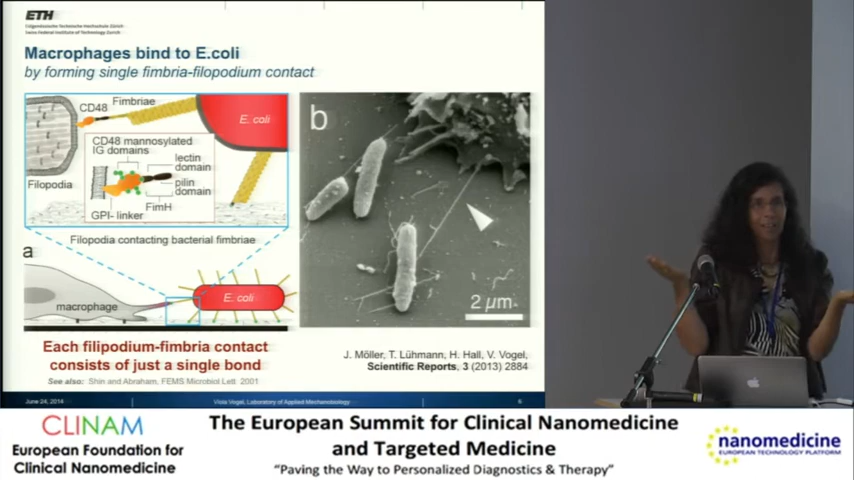 ETH
Eidgenössische Technische Hochschule Zürich
Swiss Federal Institute of Technology Zurich
Macrophages bind to E.coli
by forming single fimbria-filopodium contact
CD48
Fimbriae
E. coli
CD48 mannosylated
IG domains
lectin
domain
pilin
domain
Filopodia
FimH
GPI- linker
Filopodia contacting bacterial fimbriae
a
macrophage
E. coli
b
2 µm
Each filipodium-fimbria contact
consists of just a single bond
See also: Shin and Abraham, FEMS Microbiol Lett 2001
J. Möller, T. Lühmann, H. Hall, V. Vogel,
Scientific Reports, 3 (2013) 2884
June 24, 2014
Viola Vogel, Laboratory of Applied Mechanobiology
6
CLINAM
European Foundation for
Clinical Nanomedicine
The European Summit for Clinical Nanomedicine
and Targeted Medicine
“Paving the Way to Personalized Diagnostics & Therapy”
nanomedicine
EUROPEAN TECHNOLOGY PLATFORM